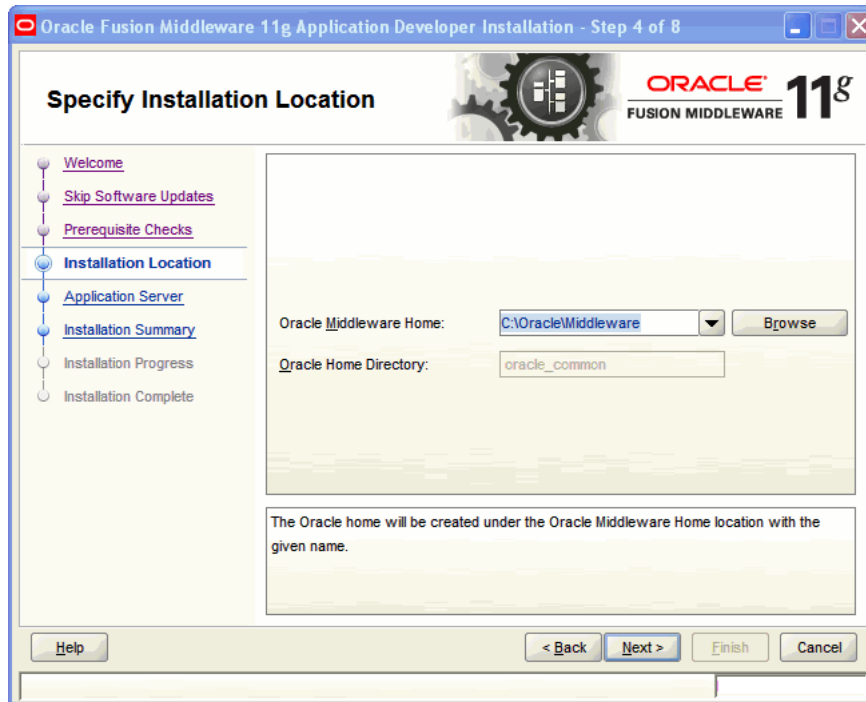 Oracle Fusion Middleware 11g Application Developer Installation - Step 4 of 8
Specify Installation Location
ORACLE®
FUSION MIDDLEWARE
11g
Welcome
Skip Software Updates
Prerequisite Checks
Installation Location
Application Server
Installation Summary
Installation Progress
Installation Complete
Oracle Middleware Home:
C:\Oracle\Middleware
Browse
Oracle Home Directory:
oracle_common
The Oracle home will be created under the Oracle Middleware Home location with the
given name.
Help
< Back
Next >
Finish
Cancel